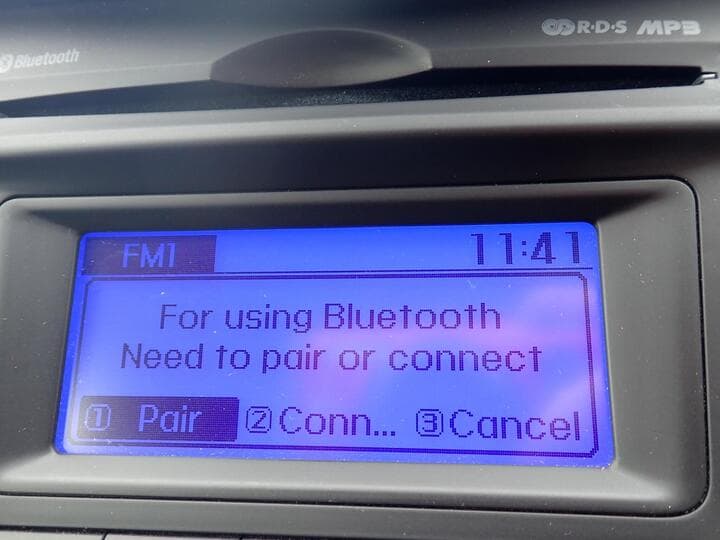 Bluetooth
R·D·S MP3
FM1 11:41
For using Bluetooth
Need to pair or connect
1 Pair 2 Conn... 3 Cancel